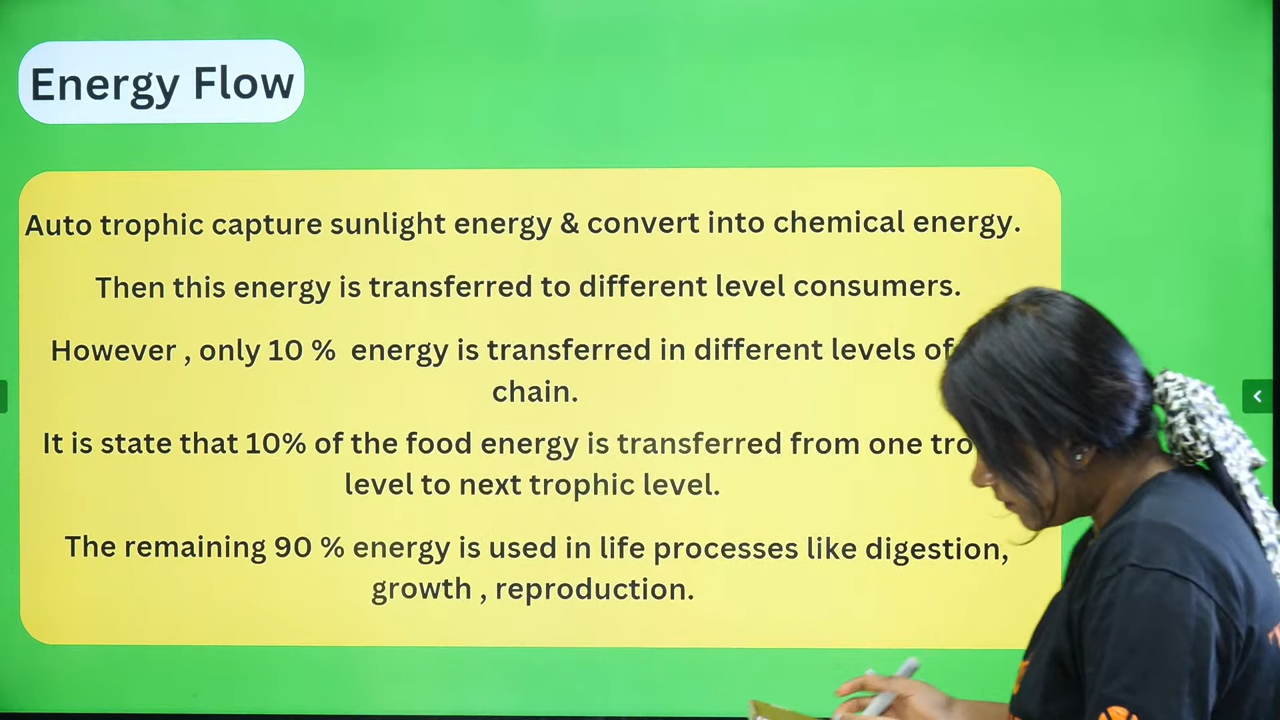 Energy Flow
Auto trophic capture sunlight energy & convert into chemical energy.
Then this energy is transferred to different level consumers.
However , only 10 % energy is transferred in different levels of
chain.
It is state that 10% of the food energy is transferred from one
level to next trophic level.
The remaining 90 % energy is used in life processes like digestion,
growth , reproduction.